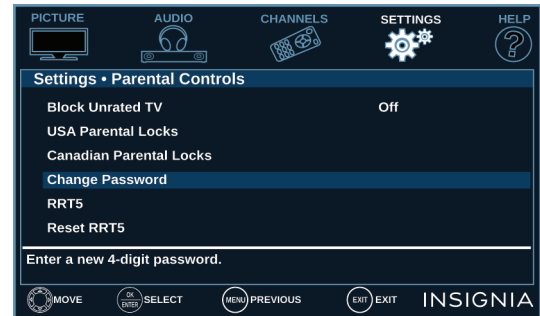 PICTURE AUDIO CHANNELS SETTINGS HELP
Settings • Parental Controls
Block Unrated TV Off
USA Parental Locks
Canadian Parental Locks
Change Password
RRT5
Reset RRT5
Enter a new 4-digit password.
MOVE OK ENTER SELECT MENU PREVIOUS EXIT EXIT INSIGNIA